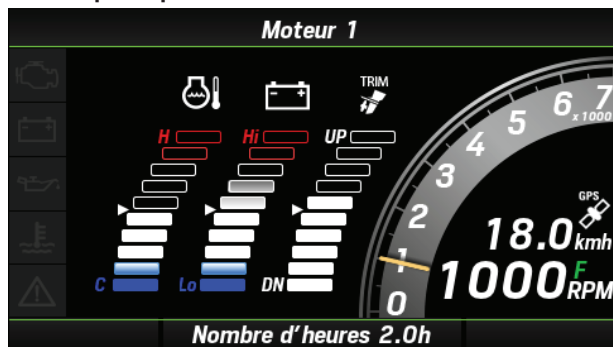 Moteur 1
TRIM
H Hi UP
C Lo DN
7
6
x 1000
5
4
3
2
1
0
GPS
18.0 kmh
1000 F RPM
Nombre d'heures 2.0h